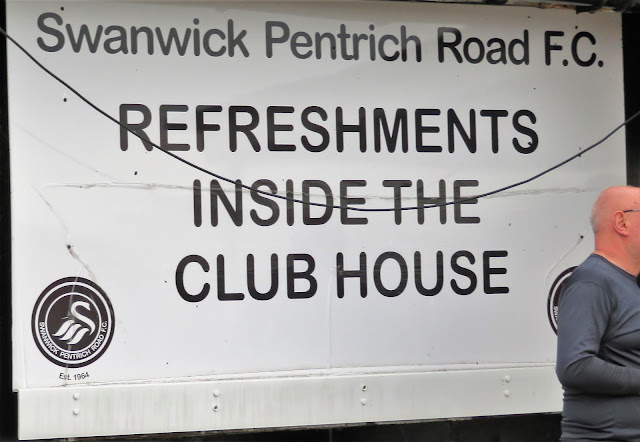 Swanwick Pentrich Road F.C.
REFRESHMENTS
INSIDE THE
CLUB HOUSE
SWANWICK PENTRICH ROAD F.C.
Est. 1964